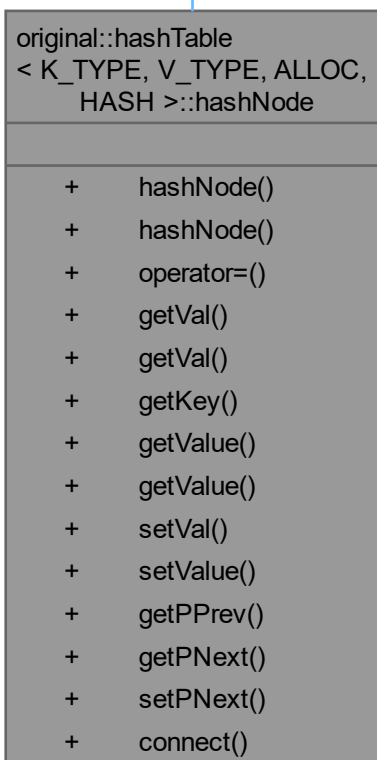 original::hashTable
< K_TYPE, V_TYPE, ALLOC,
HASH >::hashNode
+ hashNode()
+ hashNode()
+ operator=()
+ getVal()
+ getVal()
+ getKey()
+ getValue()
+ getValue()
+ setVal()
+ setValue()
+ getPPrev()
+ getPNext()
+ setPNext()
+ connect()